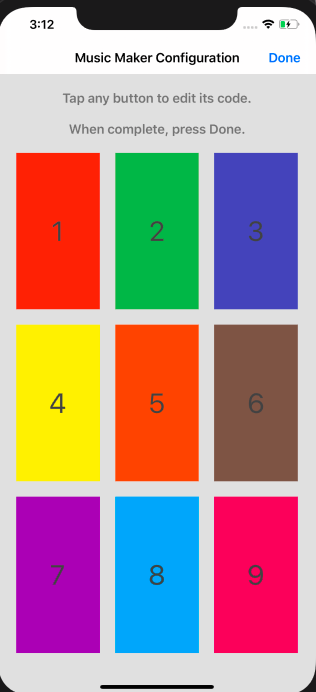 3:12
Music Maker Configuration Done
Tap any button to edit its code.
When complete, press Done.
1 2 3
4 5 6
7 8 9